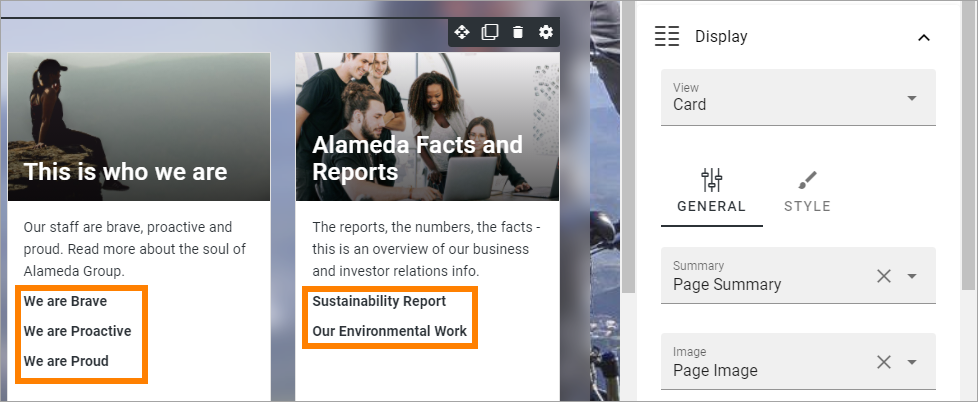 This is who we are
Our staff are brave, proactive and
proud. Read more about the soul of
Alameda Group.
We are Brave
We are Proactive
We are Proud
Alameda Facts and
Reports
The reports, the numbers, the facts -
this is an overview of our business
and investor relations info.
Sustainability Report
Our Environmental Work
Display
View
Card
GENERAL
STYLE
Summary
Page Summary
Image
Page Image